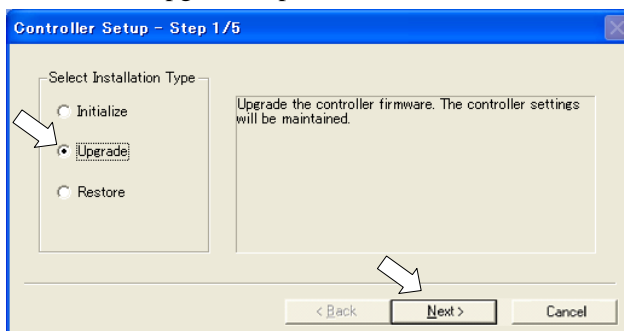 Controller Setup - Step 1/5
Select Installation Type
Initialize
Upgrade
Restore
Upgrade the controller firmware. The controller settings
will be maintained.
< Back
Next >
Cancel